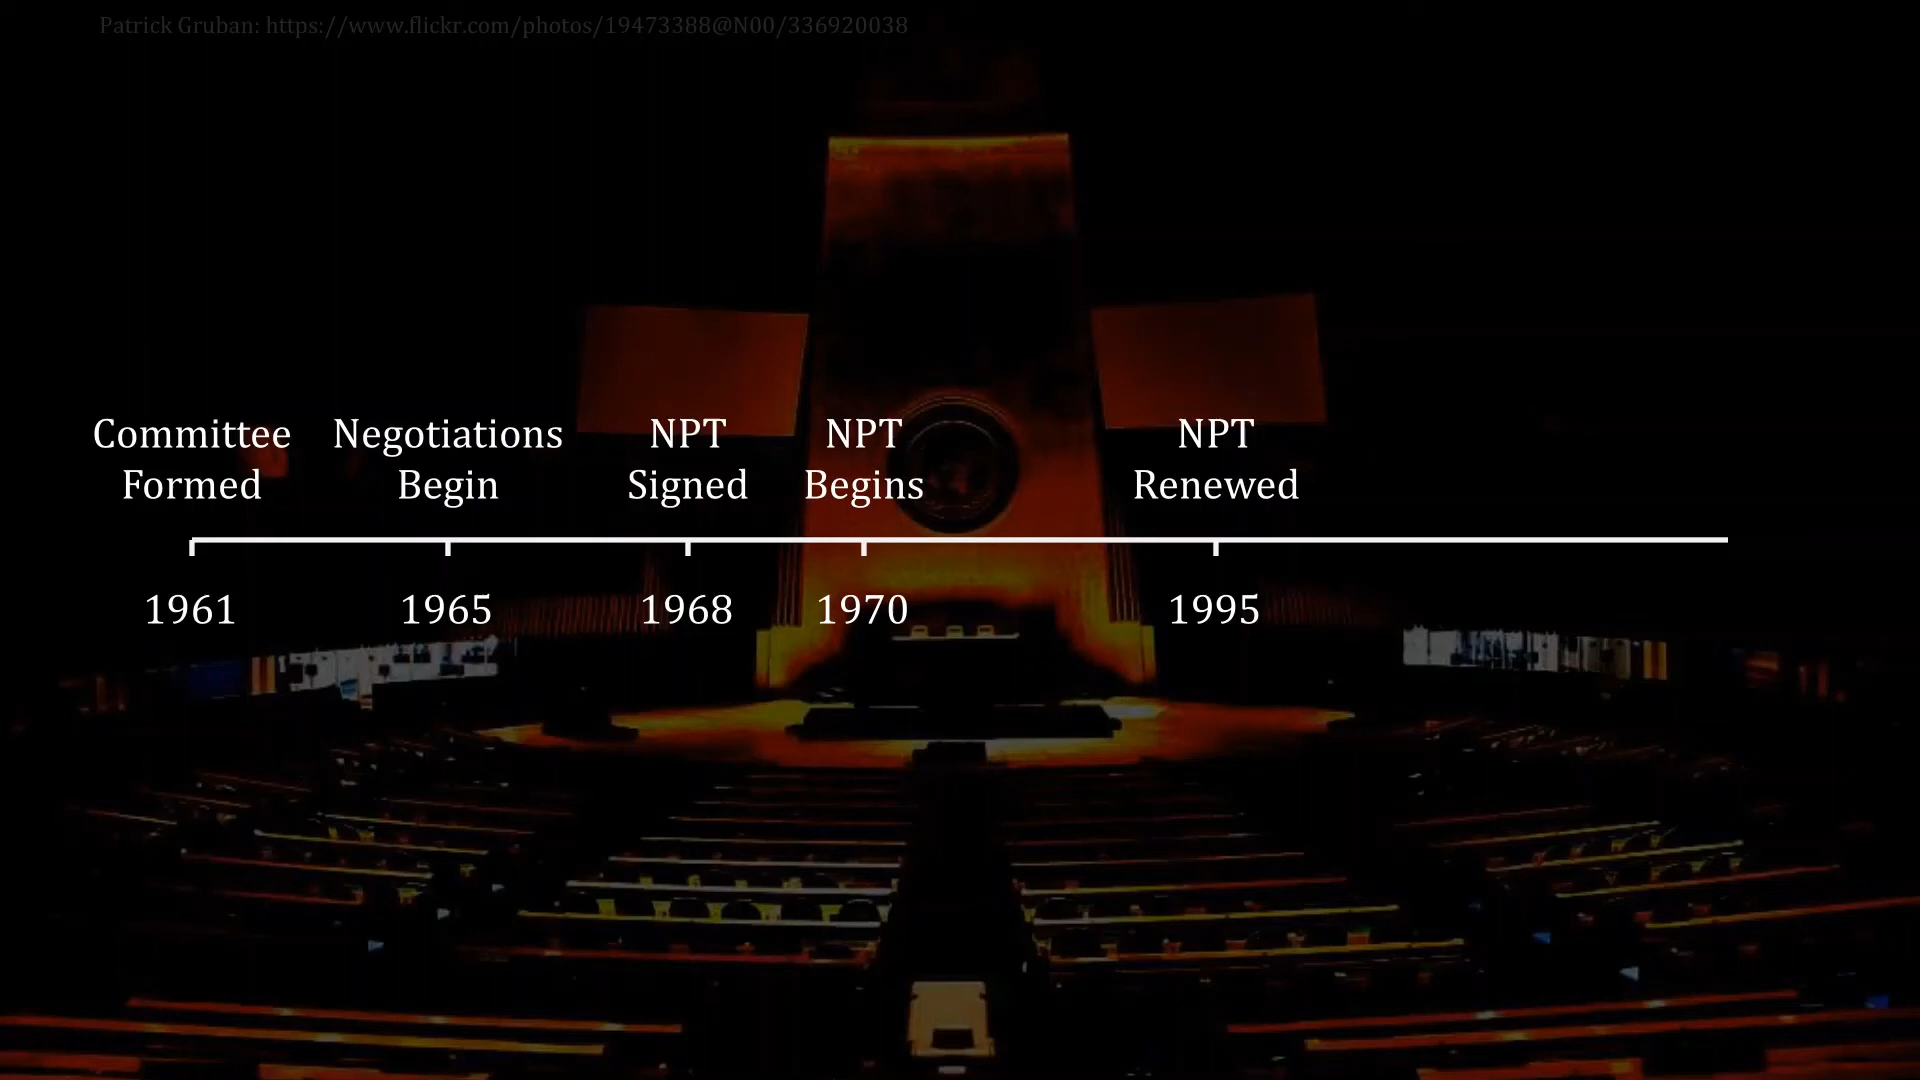 Patrick Gruban: https://www.flickr.com/photos/19473388@N00/336920038
Committee
Formed
Negotiations
Begin
NPT
Signed
NPT
Begins
NPT
Renewed
1961
1965
1968
1970
1995